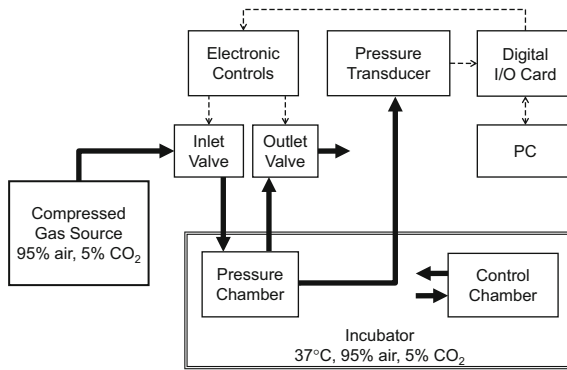 Electronic
Controls
Pressure
Transducer
Digital
I/O Card
Inlet
Valve
Outlet
Valve
PC
Compressed
Gas Source
95% air, 5% CO₂
Pressure
Chamber
Control
Chamber
Incubator
37°C, 95% air, 5% CO₂